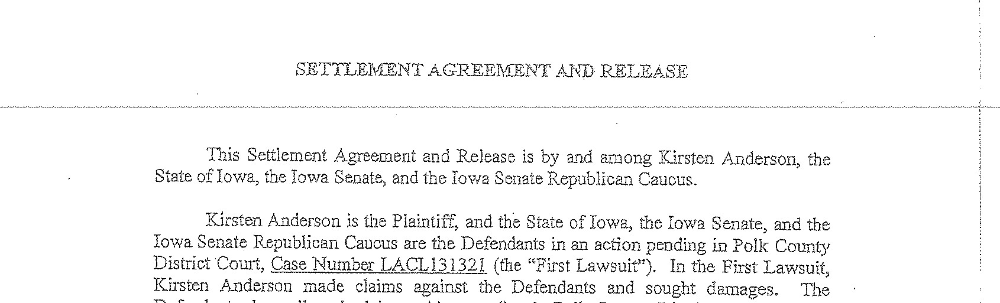 SETTLEMENT AGREEMENT AND RELEASE
This Settlement Agreement and Release is by and among Kirsten Anderson, the
State of Iowa, the Iowa Senate, and the Iowa Senate Republican Caucus.
Kirsten Anderson is the Plaintiff, and the State of Iowa, the Iowa Senate, and the
Iowa Senate Republican Caucus are the Defendants in an action pending in Polk County
District Court, Case Number LACL131321 (the “First Lawsuit”). In the First Lawsuit,
Kirsten Anderson made claims against the Defendants and sought damages. The